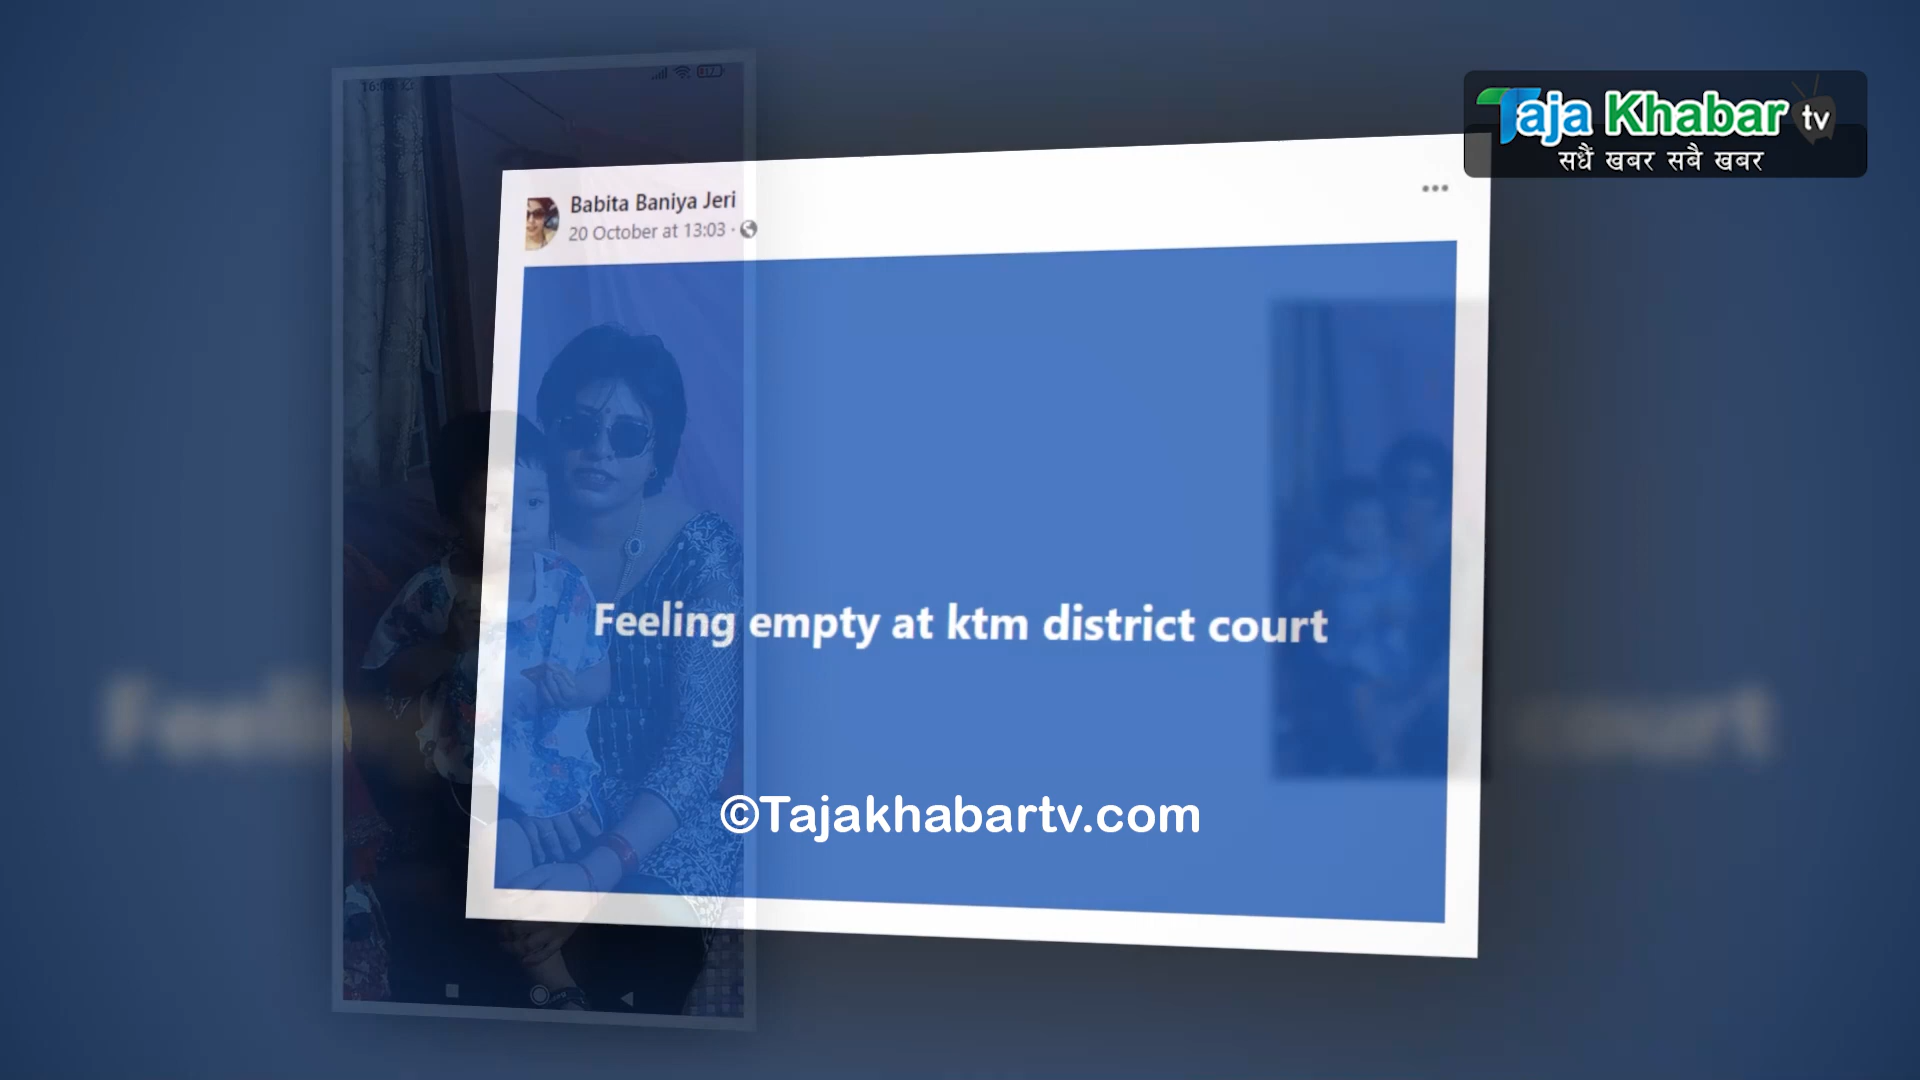 Taja Khabar tv
सधैं खबर सबै खबर
Babita Baniya Jeri
20 October at 13:03
Feeling empty at ktm district court
©Tajakhabartv.com
court